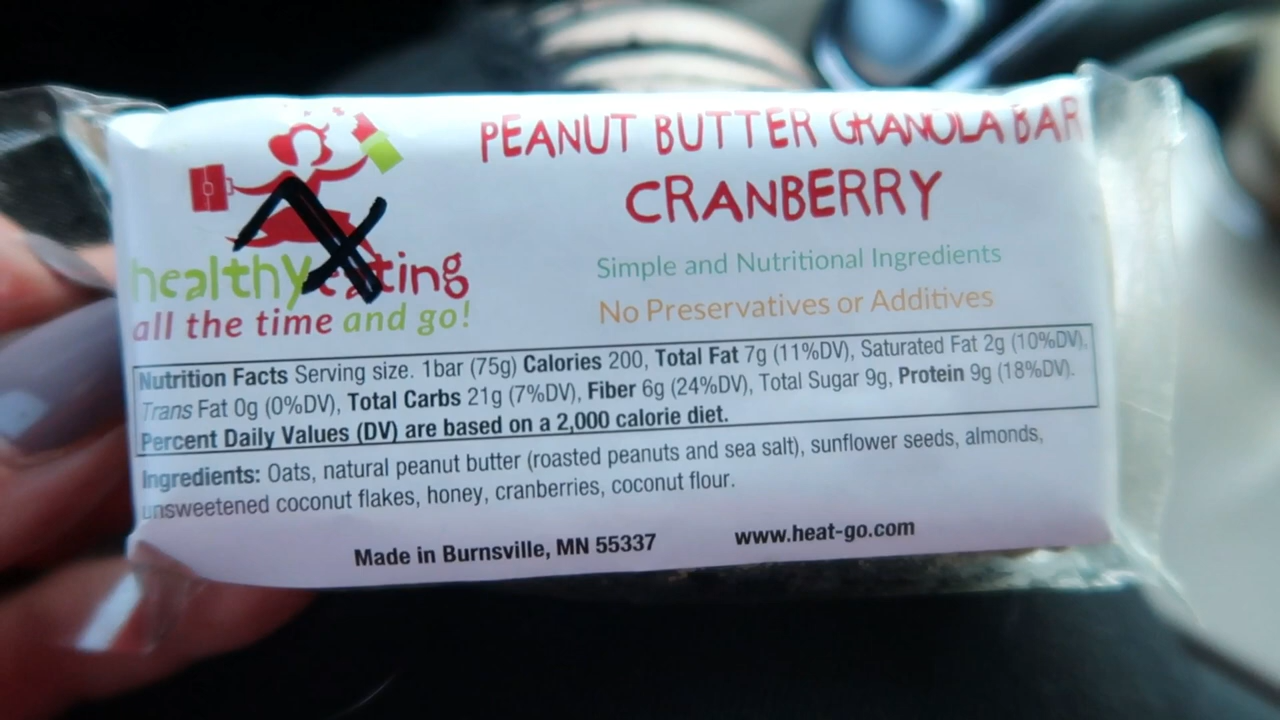 PEANUT BUTTER GRANOLA BAR
CRANBERRY
healthy eating
all the time and go!
Simple and Nutritional Ingredients
No Preservatives or Additives
Nutrition Facts Serving size. 1bar (75g) Calories 200, Total Fat 7g (11%DV), Saturated Fat 2g (10%DV),
Trans Fat 0g (0%DV), Total Carbs 21g (7%DV), Fiber 6g (24%DV), Total Sugar 9g, Protein 9g (18%DV).
Percent Daily Values (DV) are based on a 2,000 calorie diet.
Ingredients: Oats, natural peanut butter (roasted peanuts and sea salt), sunflower seeds, almonds,
unsweetened coconut flakes, honey, cranberries, coconut flour.
Made in Burnsville, MN 55337
www.heat-go.com